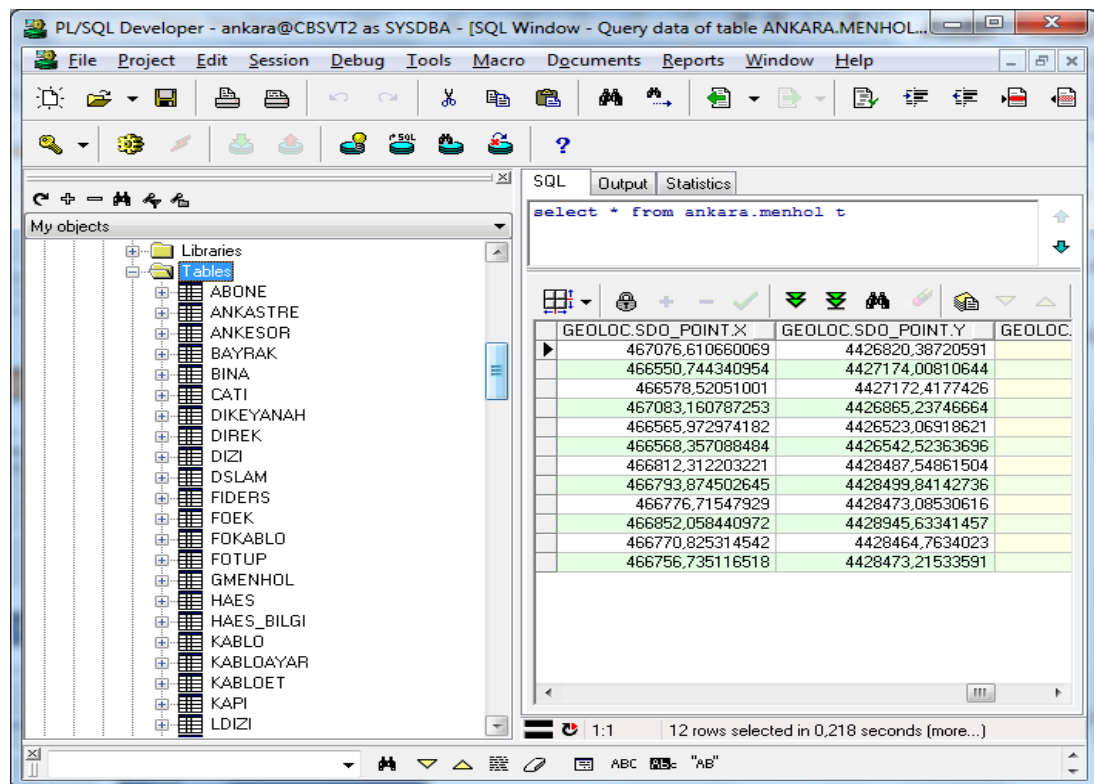 PL/SQL Developer - ankara@CBSVT2 as SYSDBA - [SQL Window - Query data of table ANKARA.MENHOL...
File Project Edit Session Debug Tools Macro Documents Reports Window Help
SQL
My objects
Libraries
Tables
ABONE
ANKASTRE
ANKESOR
BAYRAK
BINA
CATI
DIKEYANAH
DIREK
DIZI
DSLAM
FIDERS
FOEK
FOKABLO
FOTUP
GMENHOL
HAES
HAES_BILGI
KABLO
KABLOAYAR
KABLOET
KAPI
LDIZI
SQL Output Statistics
select * from ankara.menhol t
GEOLOC.SDO_POINT.X GEOLOC.SDO_POINT.Y GEOLOC.
467076,610660069 4426820,38720591
466550,744340954 4427174,00810644
466578,52051001 4427172,4177426
467083,160787253 4426865,23746664
466565,972974182 4426523,06918621
466568,357088484 4426542,52363696
466812,312203221 4428487,54861504
466793,874502645 4428499,84142736
466776,71547929 4428473,08530616
466852,058440972 4428945,63341457
466770,825314542 4428464,7634023
466756,735116518 4428473,21533591
1:1 12 rows selected in 0,218 seconds (more...)
ABC "AB"